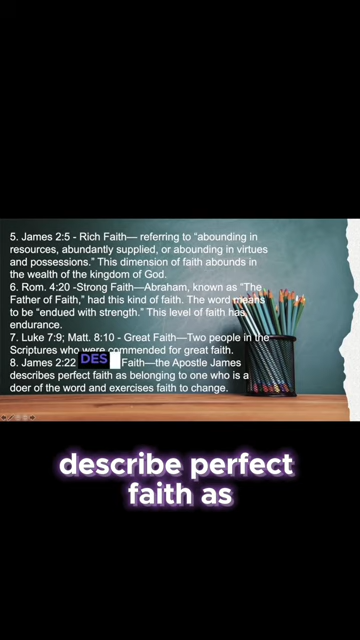 5. James 2:5 - Rich Faith— referring to “abounding in
resources, abundantly supplied, or abounding in virtues
and possessions.” This dimension of faith abounds in
the wealth of the kingdom of God.
6. Rom. 4:20 -Strong Faith—Abraham, known as “The
Father of Faith,” had this kind of faith. The word means
to be “endued with strength.” This level of faith has
endurance.
7. Luke 7:9; Matt. 8:10 - Great Faith—Two people in the
Scriptures who were commended for great faith.
8. James 2:22 DES Faith—the Apostle James
describes perfect faith as belonging to one who is a
doer of the word and exercises faith to change.
describe perfect
faith as